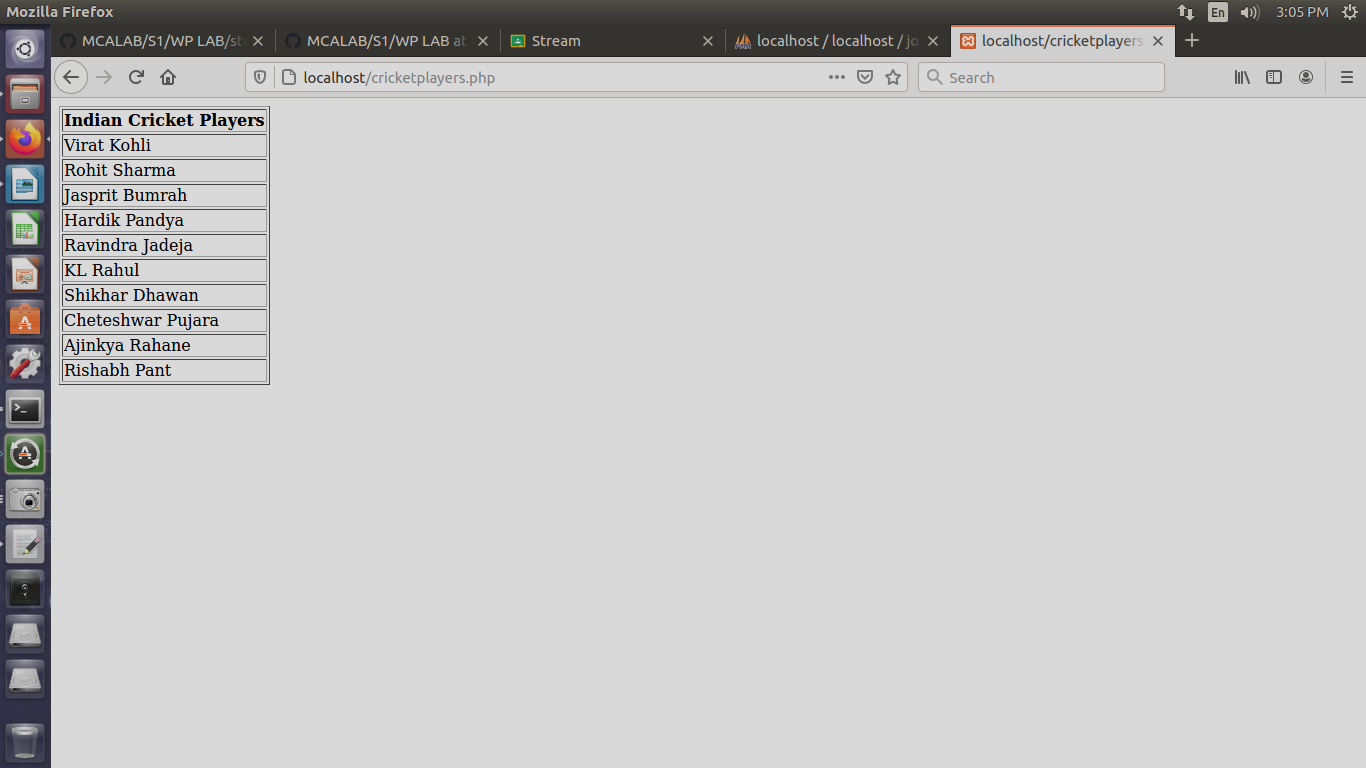 Mozilla Firefox
En
3:05 PM
MCALAB/S1/WP LAB/st
MCALAB/S1/WP LAB at
Stream
localhost / localhost / jo
localhost/cricketplayers.
localhost/cricketplayers.php
Search
Indian Cricket Players
Virat Kohli
Rohit Sharma
Jasprit Bumrah
Hardik Pandya
Ravindra Jadeja
KL Rahul
Shikhar Dhawan
Cheteshwar Pujara
Ajinkya Rahane
Rishabh Pant